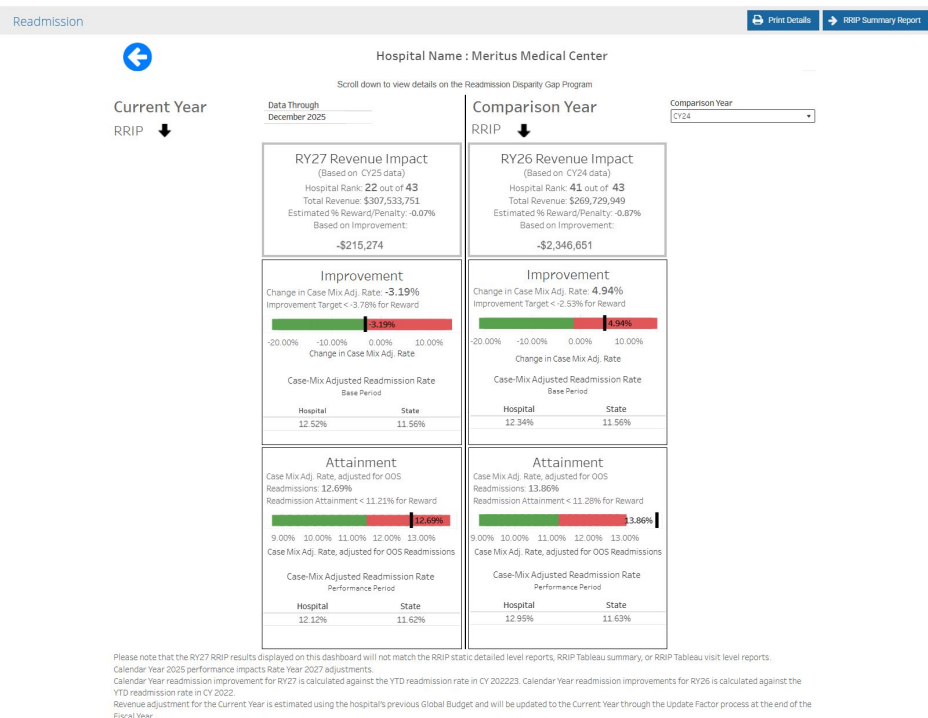 Readmission
Print Details
RRIP Summary Report
Hospital Name : Meritus Medical Center
Scroll down to view details on the Readmission Disparity Gap Program
Current Year
RRIP
Data Through
December 2025
Comparison Year
RRIP
Comparison Year
CY24
RY27 Revenue Impact
(Based on CY25 data)
Hospital Rank: 22 out of 43
Total Revenue: $307,533,751
Estimated % Reward/Penalty: -0.07%
Based on Improvement:
-$215,274
RY26 Revenue Impact
(Based on CY24 data)
Hospital Rank: 41 out of 43
Total Revenue: $269,729,949
Estimated % Reward/Penalty: -0.87%
Based on Improvement:
-$2,346,651
Improvement
Change in Case Mix Adj. Rate: -3.19%
Improvement Target < -3.78% for Reward
-3.19%
-20.00% -10.00% 0.00% 10.00%
Change in Case Mix Adj. Rate
Case-Mix Adjusted Readmission Rate
Base Period
Hospital State
12.52% 11.56%
Improvement
Change in Case Mix Adj. Rate: 4.94%
Improvement Target < -2.53% for Reward
4.94%
-20.00% -10.00% 0.00% 10.00%
Change in Case Mix Adj. Rate
Case-Mix Adjusted Readmission Rate
Base Period
Hospital State
12.34% 11.56%
Attainment
Case Mix Adj. Rate, adjusted for OOS
Readmissions: 12.69%
Readmission Attainment < 11.21% for Reward
12.69%
9.00% 10.00% 11.00% 12.00% 13.00%
Case Mix Adj. Rate, adjusted for OOS Readmissions
Case-Mix Adjusted Readmission Rate
Performance Period
Hospital State
12.12% 11.62%
Attainment
Case Mix Adj. Rate, adjusted for OOS
Readmissions: 13.86%
Readmission Attainment < 11.28% for Reward
13.86%
9.00% 10.00% 11.00% 12.00% 13.00%
Case Mix Adj. Rate, adjusted for OOS Readmissions
Case-Mix Adjusted Readmission Rate
Performance Period
Hospital State
12.95% 11.63%
Please note that the RY27 RRIP results displayed on this dashboard will not match the RRIP static detailed level reports, RRIP Tableau summary, or RRIP Tableau visit level reports.
Calendar Year 2025 performance impacts Rate Year 2027 adjustments.
Calendar Year readmission improvement for RY27 is calculated against the YTD readmission rate in CY 202223. Calendar Year readmission improvements for RY26 is calculated against the
YTD readmission rate in CY 2022.
Revenue adjustment for the Current Year is estimated using the hospital's previous Global Budget and will be updated to the Current Year through the Update Factor process at the end of the
Fiscal Year